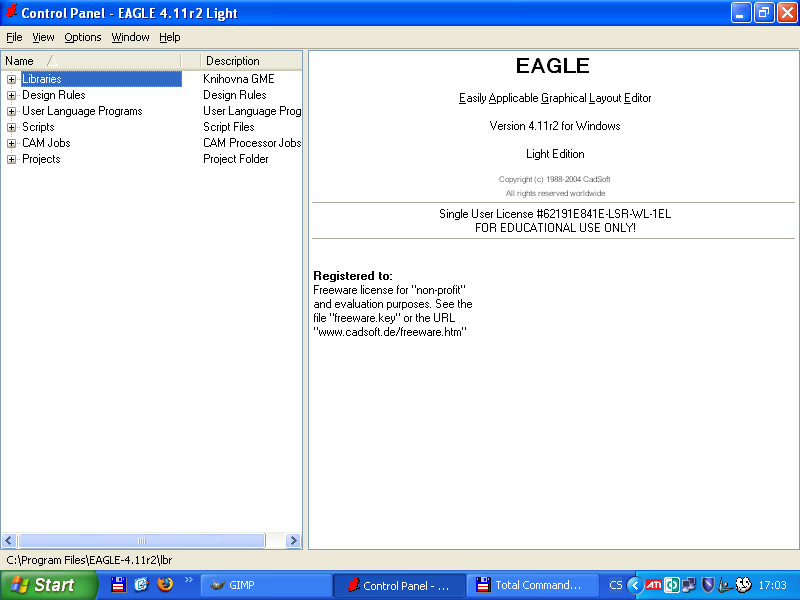 Control Panel - EAGLE 4.11r2 Light
File View Options Window Help
Name Description
Libraries Knihovna GME
Design Rules Design Rules
User Language Programs User Language Prog
Scripts Script Files
CAM Jobs CAM Processor Jobs
Projects Project Folder
EAGLE
Easily Applicable Graphical Layout Editor
Version 4.11r2 for Windows
Light Edition
Copyright (c) 1988-2004 CadSoft
All rights reserved worldwide
Single User License #62191E841E-LSR-WL-1EL
FOR EDUCATIONAL USE ONLY!
Registered to:
Freeware license for "non-profit"
and evaluation purposes. See the
file "freeware.key" or the URL
"www.cadsoft.de/freeware.htm"
C:\Program Files\EAGLE-4.11r2\lbr
Start GIMP Control Panel - ... Total Command... CS ATI 17:03